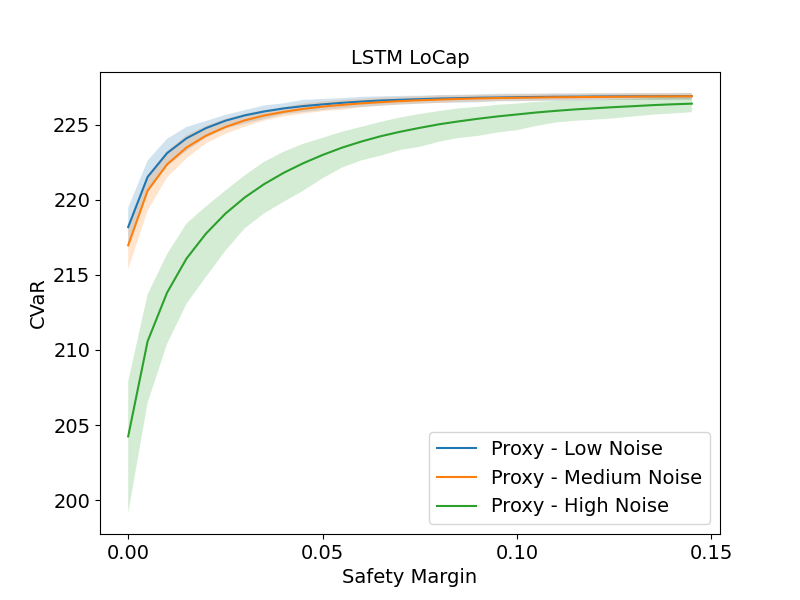 LSTM LoCap
CVaR
225
220
215
210
205
200
Proxy - Low Noise
Proxy - Medium Noise
Proxy - High Noise
0.00 0.05 0.10 0.15
Safety Margin